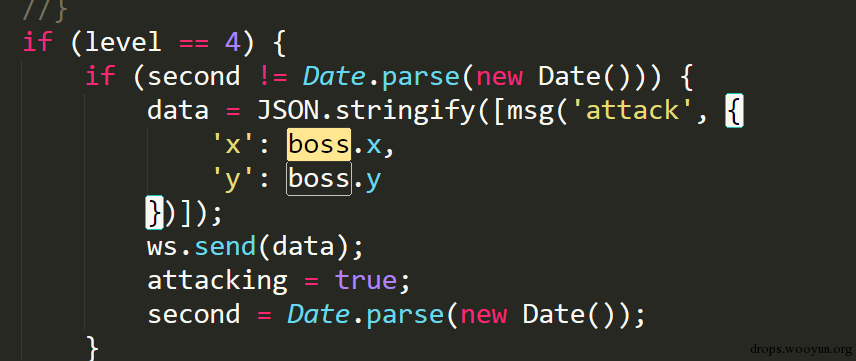 //}
if (level == 4) {
    if (second != Date.parse(new Date())) {
        data = JSON.stringify([msg('attack', {
            'x': boss.x,
            'y': boss.y
        })]);
        ws.send(data);
        attacking = true;
        second = Date.parse(new Date());
    }
drops.wooyun.org